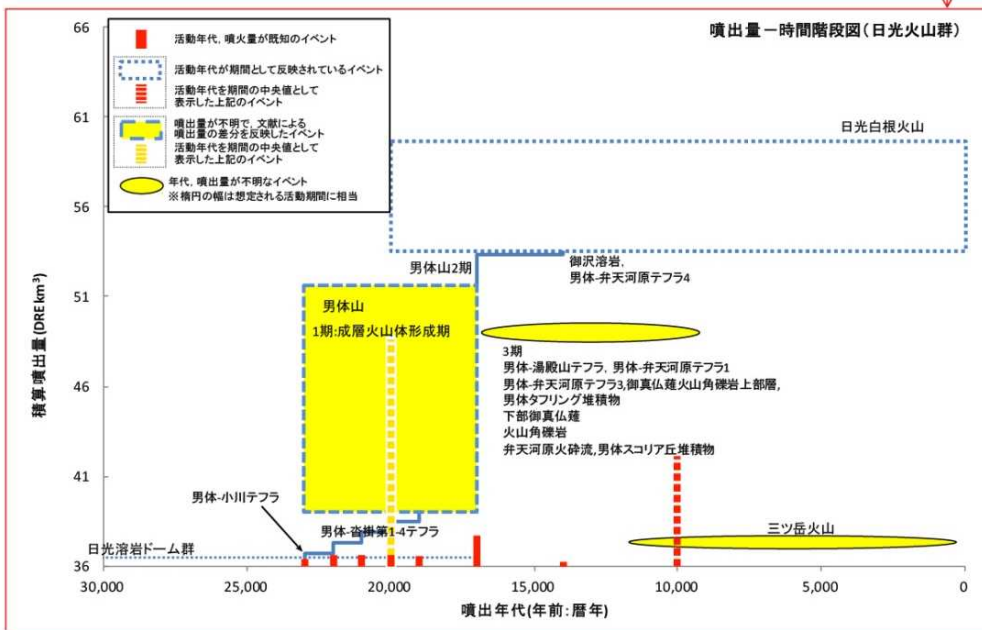 噴出量－時間階段図(日光火山群)
活動年代，噴火量が既知のイベント
活動年代が期間として反映されているイベント
活動年代を期間の中央値として
表示した上記のイベント
噴出量が不明で、文献による
噴出量の差分を反映したイベント
活動年代を期間の中央値として
表示した上記のイベント
年代，噴出量が不明なイベント
※楕円の幅は想定される活動期間に相当
積算噴出量(DRE km³)
66
61
56
51
46
41
36
日光白根火山
男体山2期
御沢溶岩，
男体-弁天河原テフラ4
男体山
1期:成層火山体形成期
3期
男体-湯殿山テフラ，男体-弁天河原テフラ1
男体-弁天河原テフラ3,御真仏薙火山角礫岩上部層,
男体タフリング堆積物
下部御真仏薙
火山角礫岩
弁天河原火砕流,男体スコリア丘堆積物
男体-小川テフラ
男体-沓掛第1-4テフラ
日光溶岩ドーム群
三ツ岳火山
30,000
25,000
20,000
15,000
10,000
5,000
0
噴出年代(年前:暦年)